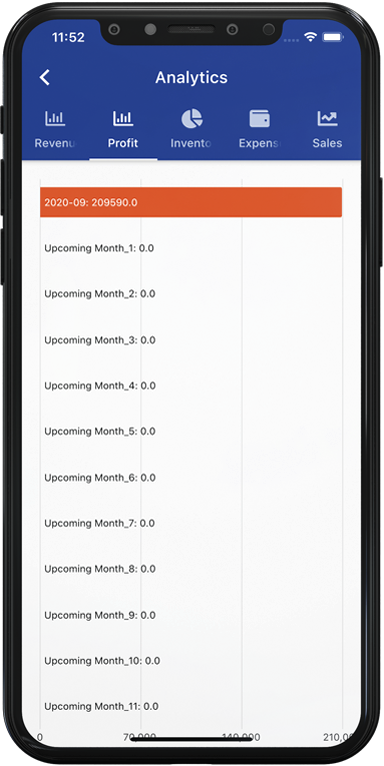 11:52
Analytics
Revenu Profit Invento Expens Sales
2020-09: 209590.0
Upcoming Month_1: 0.0
Upcoming Month_2: 0.0
Upcoming Month_3: 0.0
Upcoming Month_4: 0.0
Upcoming Month_5: 0.0
Upcoming Month_6: 0.0
Upcoming Month_7: 0.0
Upcoming Month_8: 0.0
Upcoming Month_9: 0.0
Upcoming Month_10: 0.0
Upcoming Month_11: 0.0
0 70,000 140,000 210,0